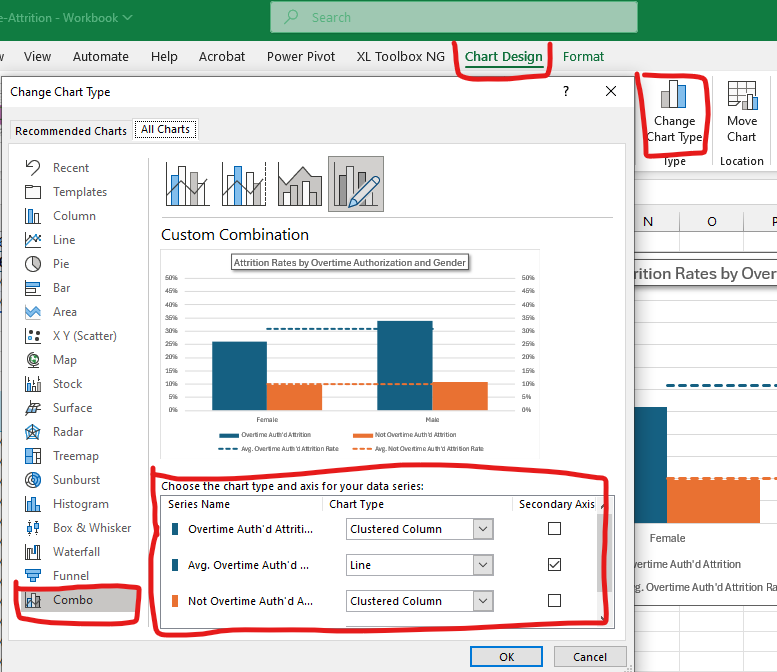 e-Attrition - Workbook
Search
View Automate Help Acrobat Power Pivot XL Toolbox NG Chart Design Format
Change Chart Type ?
Recommended Charts All Charts
Change
Chart Type
Type
Move
Chart
Location
Recent
Templates
Column
Line
Pie
Bar
Area
X Y (Scatter)
Map
Stock
Surface
Radar
Treemap
Sunburst
Histogram
Box & Whisker
Waterfall
Funnel
Combo
Custom Combination
Attrition Rates by Overtime Authorization and Gender
50% 50%
45% 45%
40% 40%
35% 35%
30% 30%
25% 25%
20% 20%
15% 15%
10% 10%
5% 5%
0% 0%
Female Male
Overtime Auth'd Attrition Not Overtime Auth'd Attrition
Avg. Overtime Auth'd Attrition Rate Avg. Not Overtime Auth'd Attrition Rate
Choose the chart type and axis for your data series:
Series Name Chart Type Secondary Axis
Overtime Auth'd Attriti... Clustered Column
Avg. Overtime Auth'd ... Line
Not Overtime Auth'd A... Clustered Column
OK Cancel
N O P
rition Rates by Over
Female
vertime Auth'd Attrition
g. Overtime Auth'd Attrition Ra